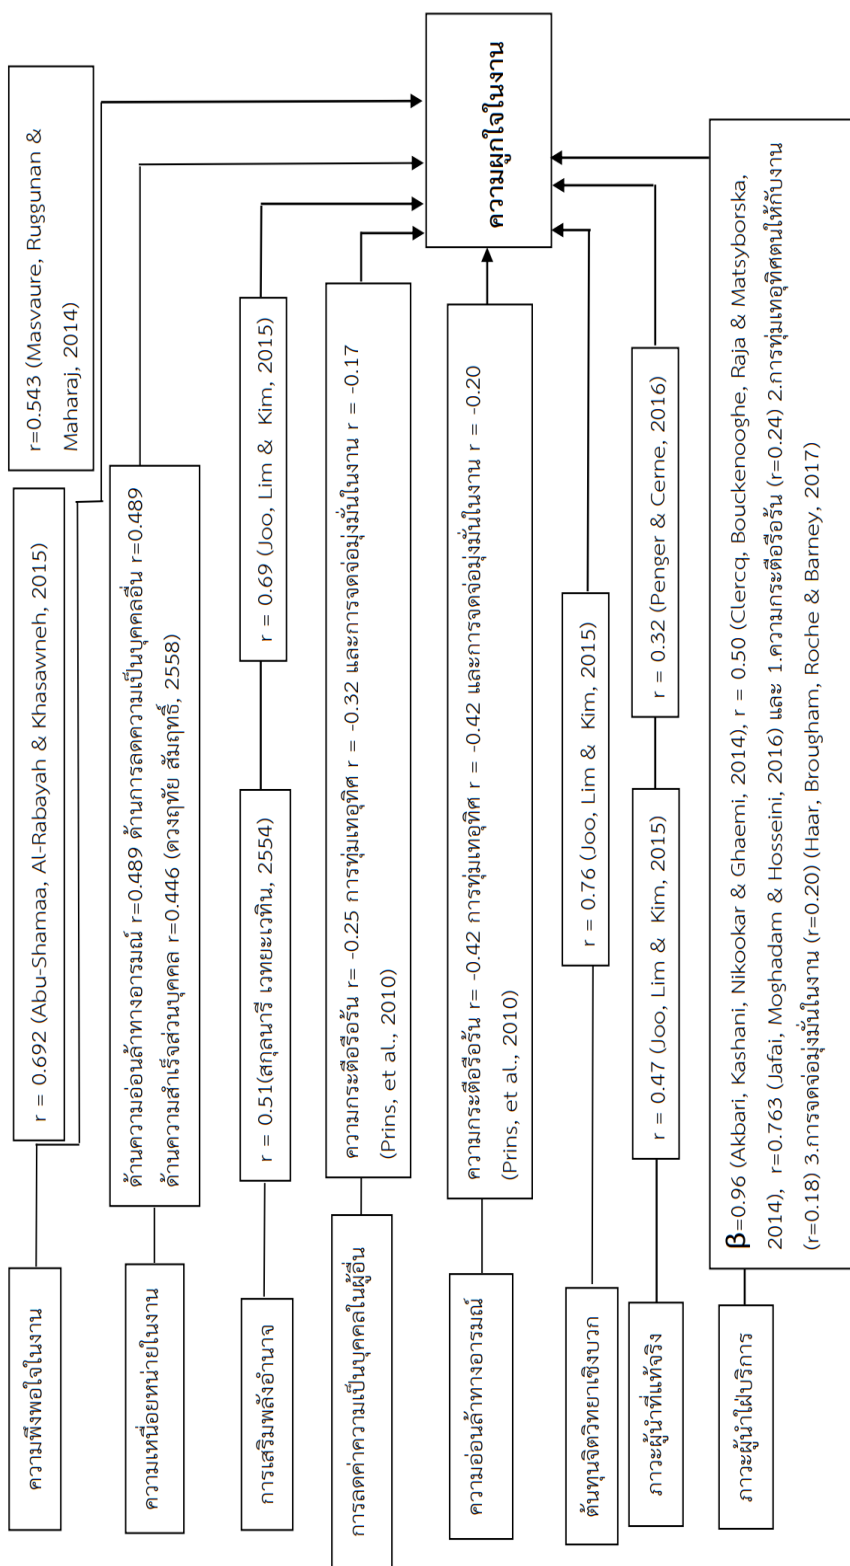 ความพึงพอใจในงาน
r = 0.692 (Abu-Shamaa, Al-Rabayah & Khasawneh, 2015)
r=0.543 (Masvaure, Ruggunan &
Maharaj, 2014)
ความเหนื่อยหน่ายในงาน
ด้านความอ่อนล้าทางอารมณ์ r=0.489 ด้านการลดความเป็นบุคคลอื่น r=0.489
ด้านความสำเร็จส่วนบุคคล r=0.446 (ดวงฤทัย สัมฤทธิ์, 2558)
การเสริมพลังอำนาจ
r = 0.51(สกุลนารี เวทยะเวทิน, 2554)
r = 0.69 (Joo, Lim & Kim, 2015)
การลดค่าความเป็นบุคคลในผู้อื่น
ความกระตือรือร้น r= -0.25 การทุ่มเทอุทิศ r = -0.32 และการจดจ่อมุ่งมั่นในงาน r = -0.17
(Prins, et al., 2010)
ความผูกใจในงาน
ความอ่อนล้าทางอารมณ์
ความกระตือรือร้น r= -0.42 การทุ่มเทอุทิศ r = -0.42 และการจดจ่อมุ่งมั่นในงาน r = -0.20
(Prins, et al., 2010)
ต้นทุนจิตวิทยาเชิงบวก
r = 0.76 (Joo, Lim & Kim, 2015)
ภาวะผู้นำที่แท้จริง
r = 0.47 (Joo, Lim & Kim, 2015)
r = 0.32 (Penger & Cerne, 2016)
ภาวะผู้นำใฝ่บริการ
β=0.96 (Akbari, Kashani, Nikookar & Ghaemi, 2014), r = 0.50 (Clercq, Bouckenooghe, Raja & Matsyborska,
2014), r=0.763 (Jafai, Moghadam & Hosseini, 2016) และ 1.ความกระตือรือร้น (r=0.24) 2.การทุ่มเทอุทิศตนให้กับงาน
(r=0.18) 3.การจดจ่อมุ่งมั่นในงาน (r=0.20) (Haar, Brougham, Roche & Barney, 2017)